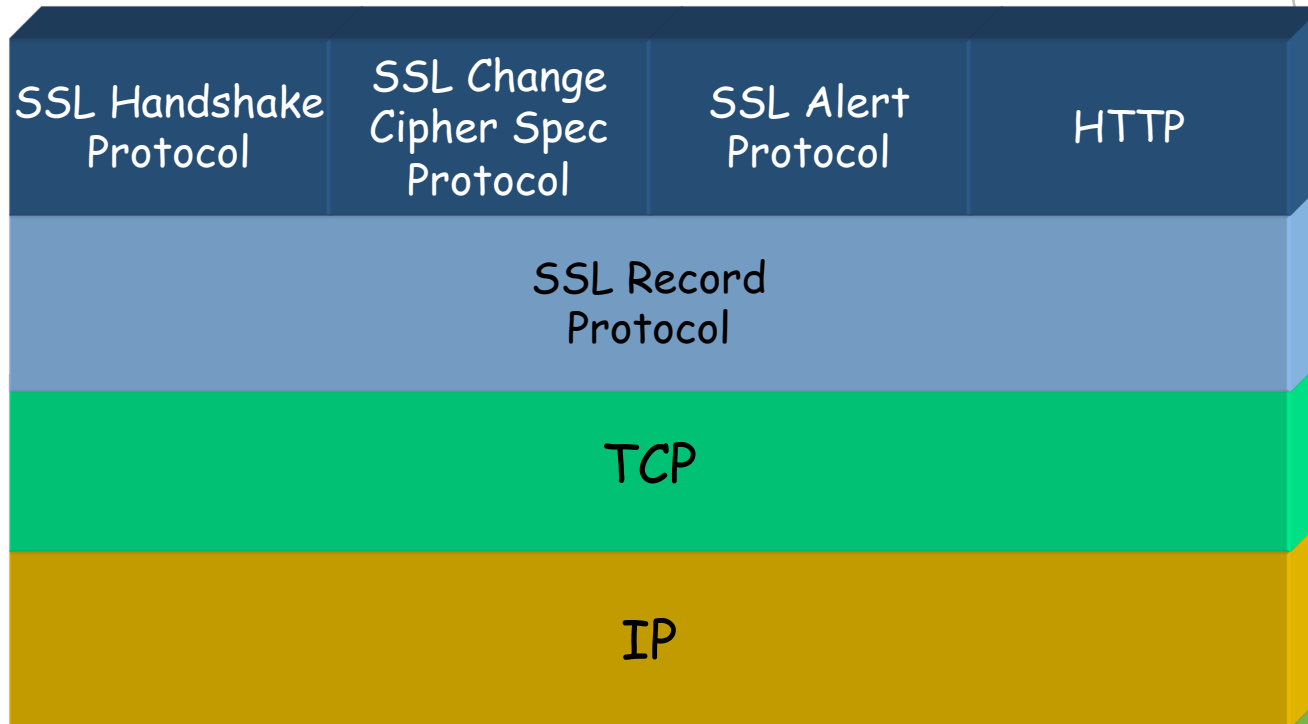 SSL Handshake
Protocol
SSL Change
Cipher Spec
Protocol
SSL Alert
Protocol
HTTP
SSL Record
Protocol
TCP
IP